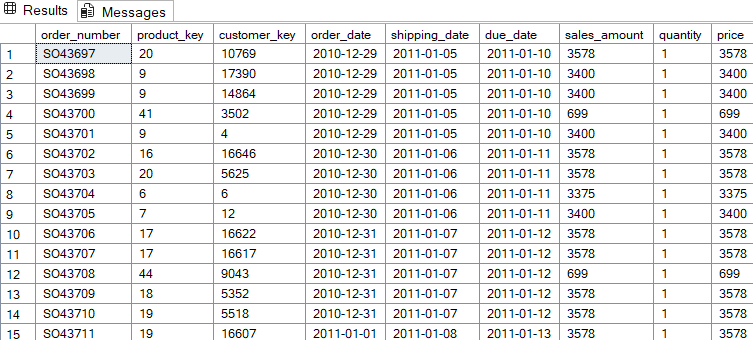 Results Messages
order_number product_key customer_key order_date shipping_date due_date sales_amount quantity price
1 SO43697 20 10769 2010-12-29 2011-01-05 2011-01-10 3578 1 3578
2 SO43698 9 17390 2010-12-29 2011-01-05 2011-01-10 3400 1 3400
3 SO43699 9 14864 2010-12-29 2011-01-05 2011-01-10 3400 1 3400
4 SO43700 41 3502 2010-12-29 2011-01-05 2011-01-10 699 1 699
5 SO43701 9 4 2010-12-29 2011-01-05 2011-01-10 3400 1 3400
6 SO43702 16 16646 2010-12-30 2011-01-06 2011-01-11 3578 1 3578
7 SO43703 20 5625 2010-12-30 2011-01-06 2011-01-11 3578 1 3578
8 SO43704 6 6 2010-12-30 2011-01-06 2011-01-11 3375 1 3375
9 SO43705 7 12 2010-12-30 2011-01-06 2011-01-11 3400 1 3400
10 SO43706 17 16622 2010-12-31 2011-01-07 2011-01-12 3578 1 3578
11 SO43707 17 16617 2010-12-31 2011-01-07 2011-01-12 3578 1 3578
12 SO43708 44 9043 2010-12-31 2011-01-07 2011-01-12 699 1 699
13 SO43709 18 5352 2010-12-31 2011-01-07 2011-01-12 3578 1 3578
14 SO43710 19 5518 2010-12-31 2011-01-07 2011-01-12 3578 1 3578
15 SO43711 19 16607 2011-01-01 2011-01-08 2011-01-13 3578 1 3578